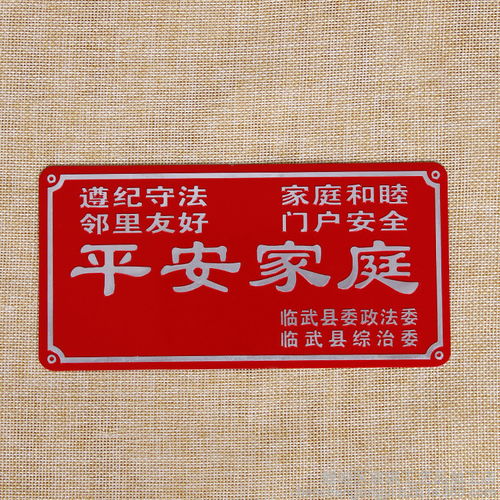 遵纪守法 家庭和睦
邻里友好 门户安全
平安家庭
临武县委政法委
临武县综治委